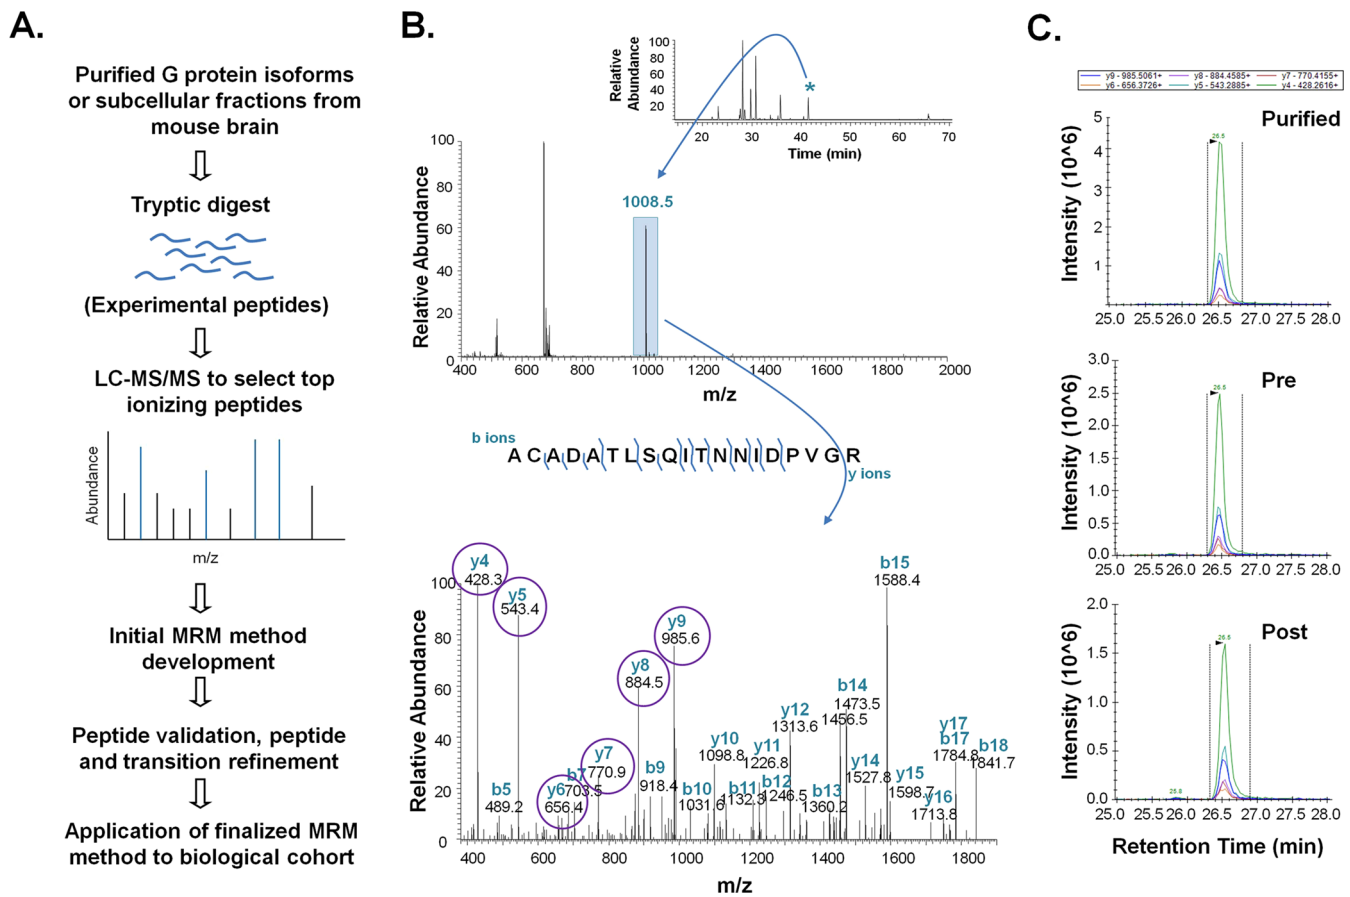 A.
Purified G protein isoforms
or subcellular fractions from
mouse brain
Tryptic digest
(Experimental peptides)
LC-MS/MS to select top
ionizing peptides
Abundance
m/z
Initial MRM method
development
Peptide validation, peptide
and transition refinement
Application of finalized MRM
method to biological cohort
B.
Relative
Abundance
100
80
60
40
20
20 30 40 50 60 70
Time (min)
*
Relative Abundance
100
80
60
40
20
0
1008.5
400 600 800 1000 1200 1400 1600 1800 2000
m/z
b ions
ACADATLSQITNNIDPVGR
y ions
Relative Abundance
100
80
60
40
20
0
y4
428.3
y5
543.4
b5
489.2
y6
656.4
b7
703.5
y7
770.9
y8
884.5
b9
918.4
y9
985.6
b10
1031.6
y10
1098.8
b11
1132.3
y11
1226.8
b12
1246.5
y12
1313.6
b13
1360.2
1456.5
b14
1473.5
y14
1527.8
b15
1588.4
y15
1598.7
y16
1713.8
y17
b17
1784.8
b18
1841.7
400 600 800 1000 1200 1400 1600 1800
m/z
C.
y9 - 985.5061+ y8 - 884.4585+ y7 - 770.4155+
y6 - 656.3726+ y5 - 543.2885+ y4 - 428.2616+
Purified
Intensity (10^6)
5
4
3
2
1
26.5
25.0 25.5 26.0 26.5 27.0 27.5 28.0
Pre
Intensity (10^6)
3.0
2.5
2.0
1.5
1.0
0.5
0.0
26.5
25.0 25.5 26.0 26.5 27.0 27.5 28.0
Post
Intensity (10^6)
2.0
1.5
1.0
0.5
0.0
26.5
25.8
25.0 25.5 26.0 26.5 27.0 27.5 28.0
Retention Time (min)